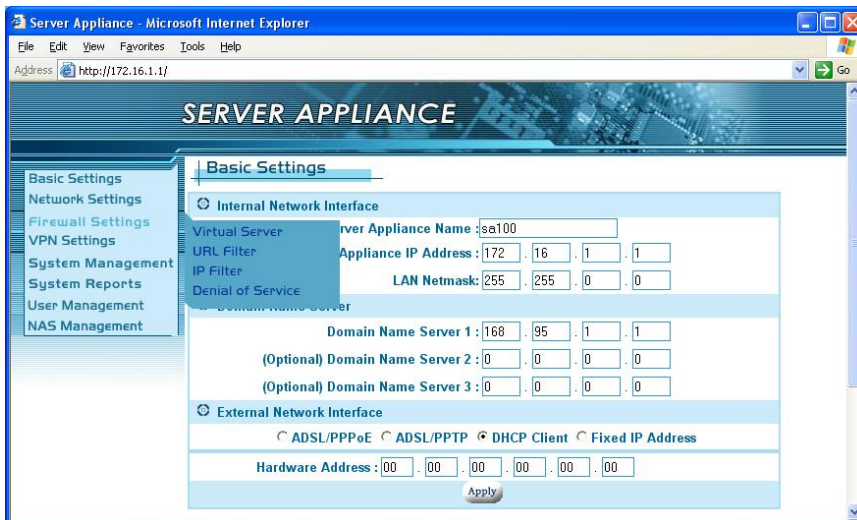 Server Appliance - Microsoft Internet Explorer
File Edit View Favorites Tools Help
Address http://172.16.1.1/ Go
SERVER APPLIANCE
Basic Settings
Network Settings
Firewall Settings
VPN Settings
System Management
System Reports
User Management
NAS Management
Virtual Server
URL Filter
IP Filter
Denial of Service
Basic Settings
Internal Network Interface
rver Appliance Name : sa100
Appliance IP Address : 172 . 16 . 1 . 1
LAN Netmask: 255 . 255 . 0 . 0
Domain Name Server
Domain Name Server 1 : 168 . 95 . 1 . 1
(Optional) Domain Name Server 2 : 0 . 0 . 0 . 0
(Optional) Domain Name Server 3 : 0 . 0 . 0 . 0
External Network Interface
ADSL/PPPoE ADSL/PPTP DHCP Client Fixed IP Address
Hardware Address : 00 . 00 . 00 . 00 . 00 . 00
Apply